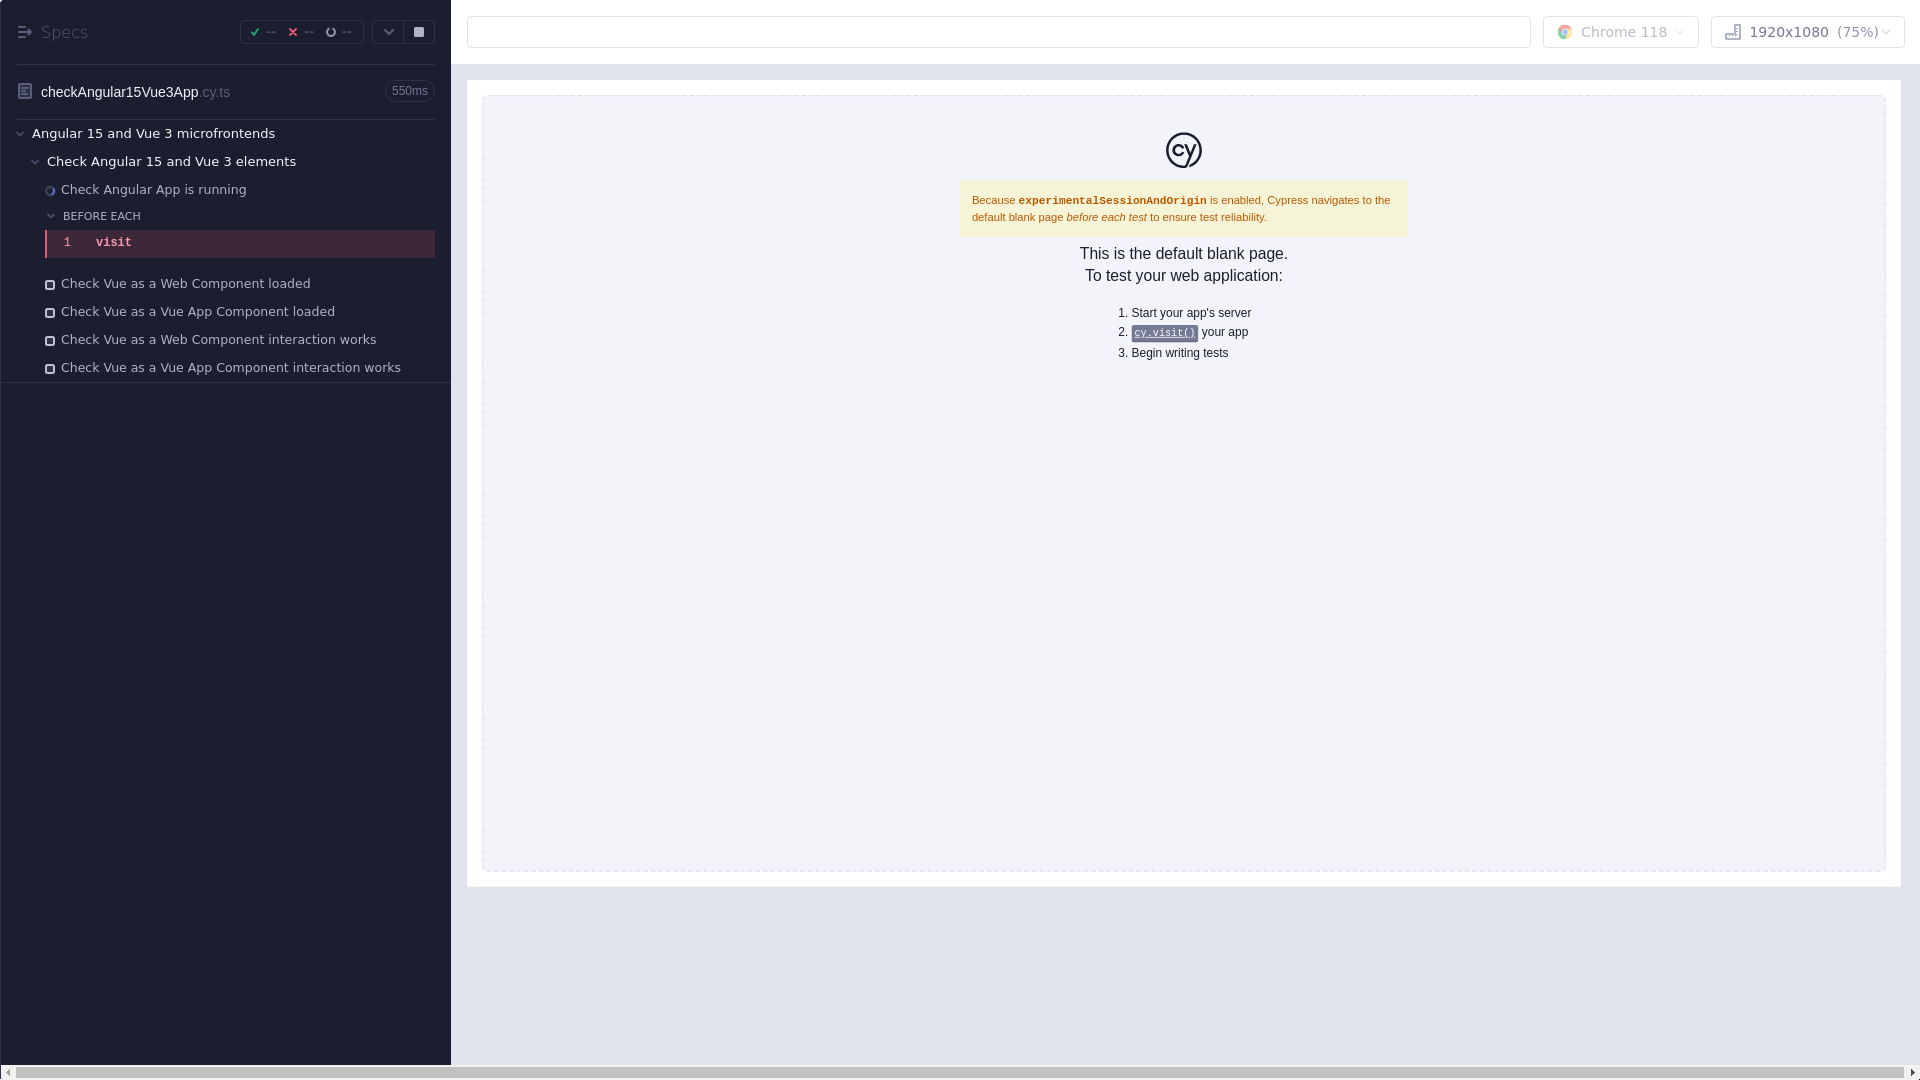 Specs
-- -- --
checkAngular15Vue3App.cy.ts 550ms
Angular 15 and Vue 3 microfrontends
Check Angular 15 and Vue 3 elements
Check Angular App is running
BEFORE EACH
1 visit
Check Vue as a Web Component loaded
Check Vue as a Vue App Component loaded
Check Vue as a Web Component interaction works
Check Vue as a Vue App Component interaction works
Chrome 118
1920x1080 (75%)
cy
Because experimentalSessionAndOrigin is enabled, Cypress navigates to the
default blank page before each test to ensure test reliability.
This is the default blank page.
To test your web application:
1. Start your app's server
2. cy.visit() your app
3. Begin writing tests